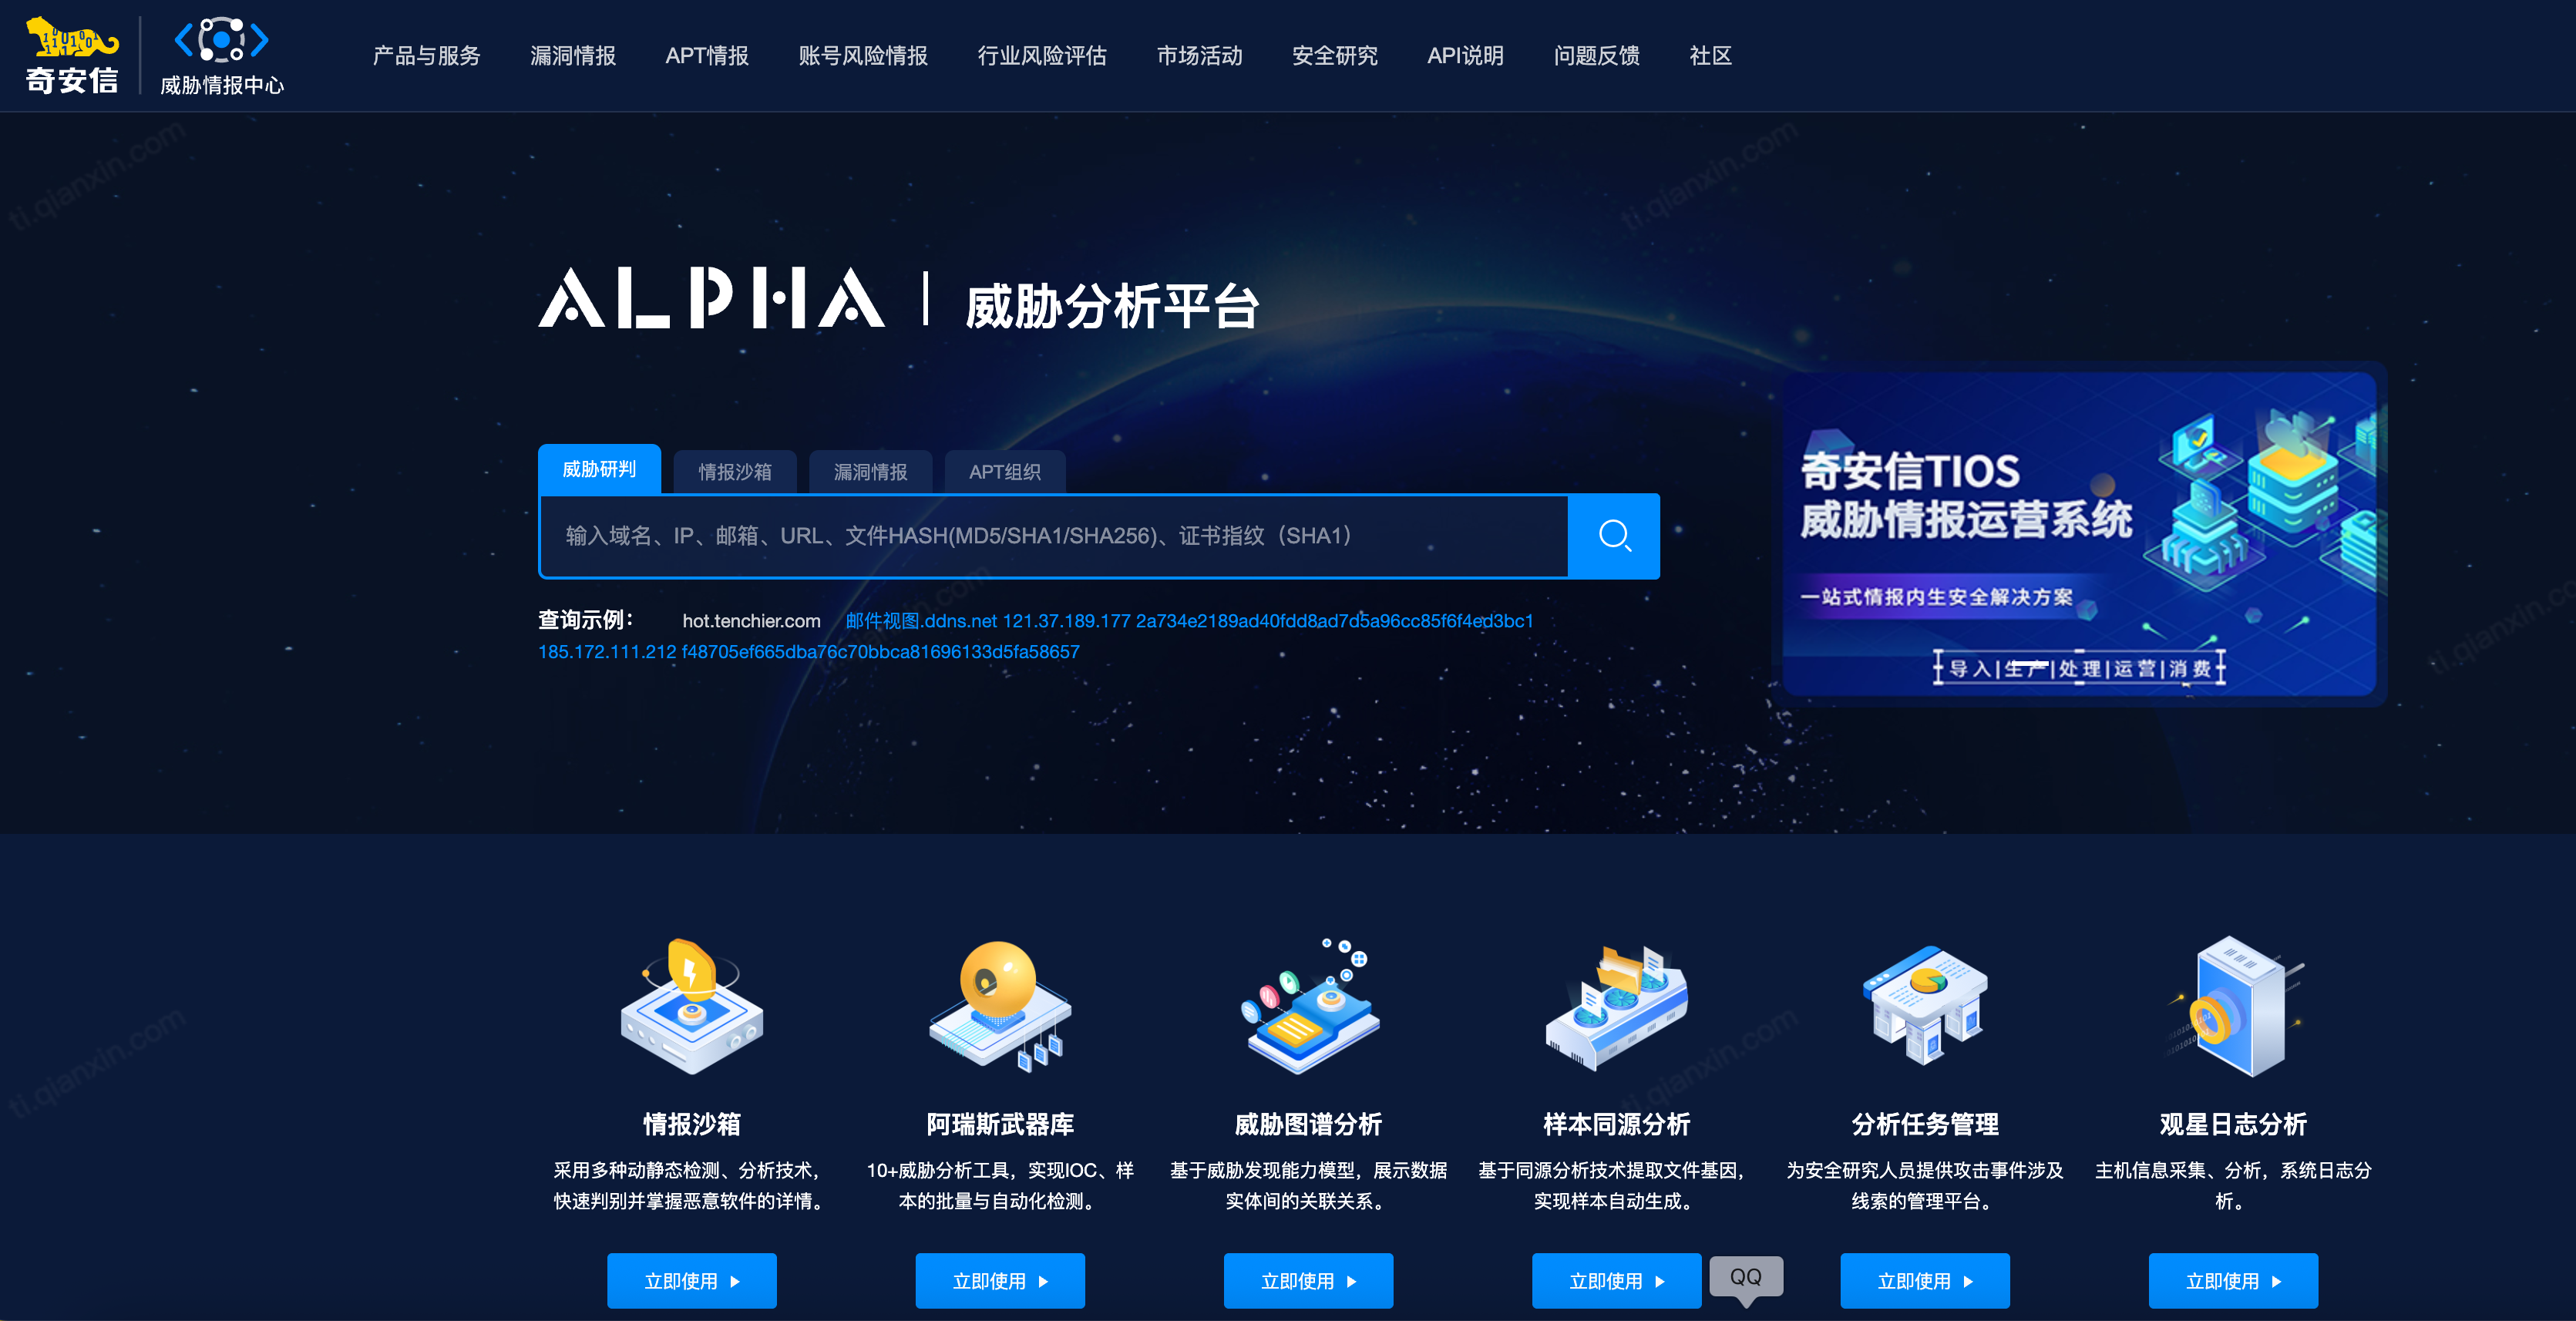 奇安信
威胁情报中心
产品与服务 漏洞情报 APT情报 账号风险情报 行业风险评估 市场活动 安全研究 API说明 问题反馈 社区
ALPHA | 威胁分析平台
威胁研判 情报沙箱 漏洞情报 APT组织
输入域名、IP、邮箱、URL、文件HASH(MD5/SHA1/SHA256)、证书指纹（SHA1）
查询示例： hot.tenchier.com 邮件视图.ddns.net 121.37.189.177 2a734e2189ad40fdd8ad7d5a96cc85f6f4ed3bc1
185.172.111.212 f48705ef665dba76c70bbca81696133d5fa58657
奇安信TIOS
威胁情报运营系统
一站式情报内生安全解决方案
导入|生产|处理|运营|消费
情报沙箱
采用多种动静态检测、分析技术，
快速判别并掌握恶意软件的详情。
立即使用
阿瑞斯武器库
10+威胁分析工具，实现IOC、样
本的批量与自动化检测。
立即使用
威胁图谱分析
基于威胁发现能力模型，展示数据
实体间的关联关系。
立即使用
样本同源分析
基于同源分析技术提取文件基因，
实现样本自动生成。
立即使用
QQ
分析任务管理
为安全研究人员提供攻击事件涉及
线索的管理平台。
立即使用
观星日志分析
主机信息采集、分析，系统日志分
析。
立即使用
ti.qianxin.com
ti.qianxin.com
ti.qianxin.com
ti.qianxin.com
ti.qianxin.com
ti.qianxin.com